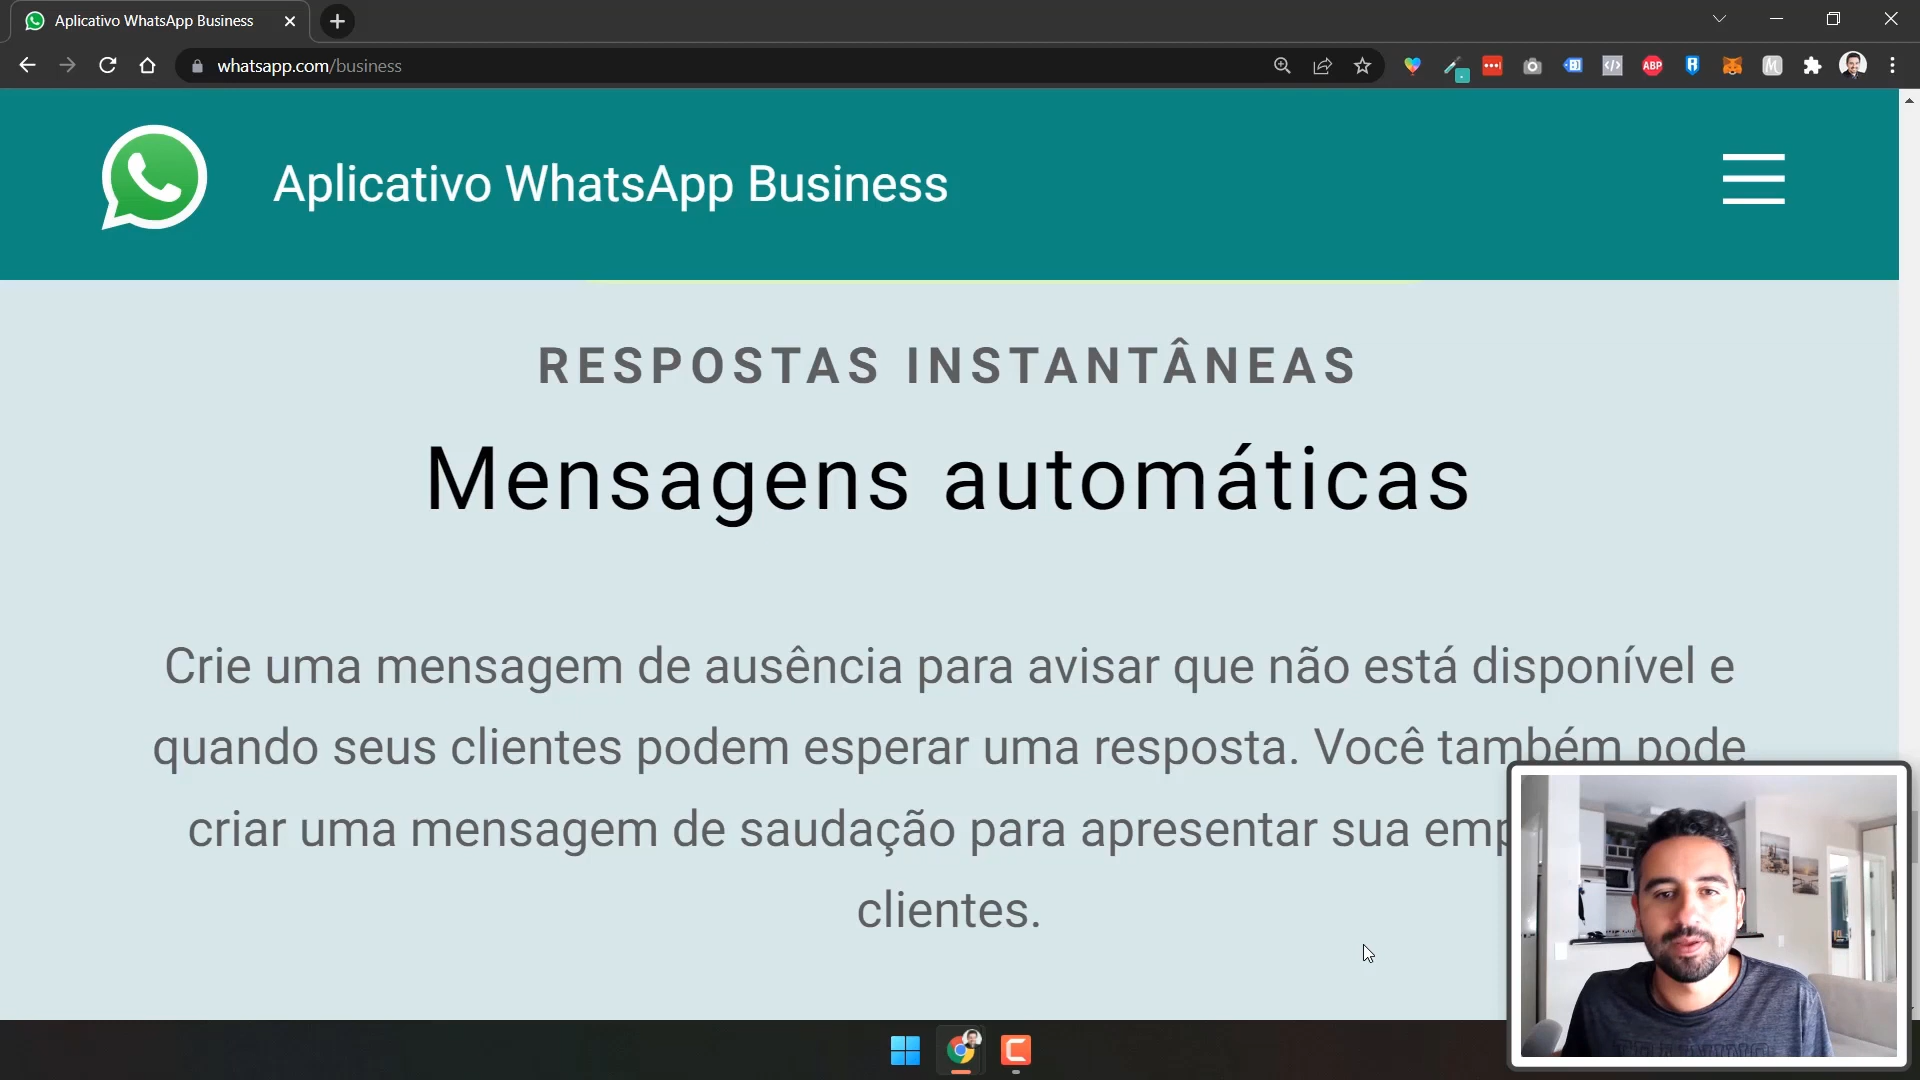 Aplicativo WhatsApp Business
whatsapp.com/business
ABP
Aplicativo WhatsApp Business
RESPOSTAS INSTANTÂNEAS
Mensagens automáticas
Crie uma mensagem de ausência para avisar que não está disponível e
quando seus clientes podem esperar uma resposta. Você também pode
criar uma mensagem de saudação para apresentar sua emp
clientes.